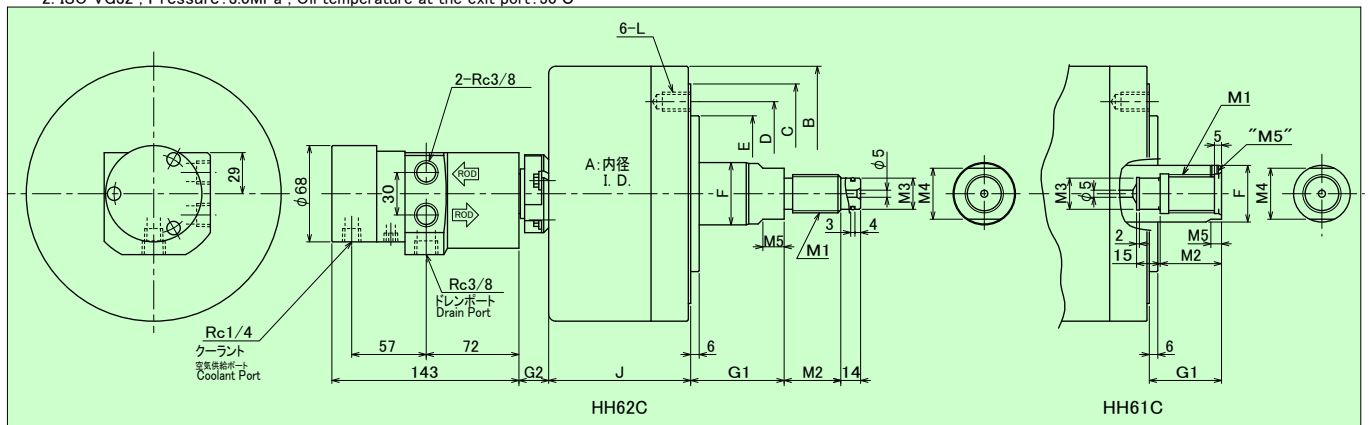 2. ISO VG32 , Pressure : 3.0MPa , Oil temperature at the exit port : 50°C
6-L
2-Rc3/8
29
φ68
30
ROD
ROD
A:内径
I. D.
B
C
D
E
F
M5
3
4
φ5
M3
M4
M1
Rc3/8
ドレンポート
Drain Port
Rc1/4
クーラント
空気供給ポート
Coolant Port
57
72
143
G2
J
6
G1
M2
14
HH62C
M1
5
"M5"
φ5
M3
F
M4
2
15
M5
M2
6
G1
HH61C